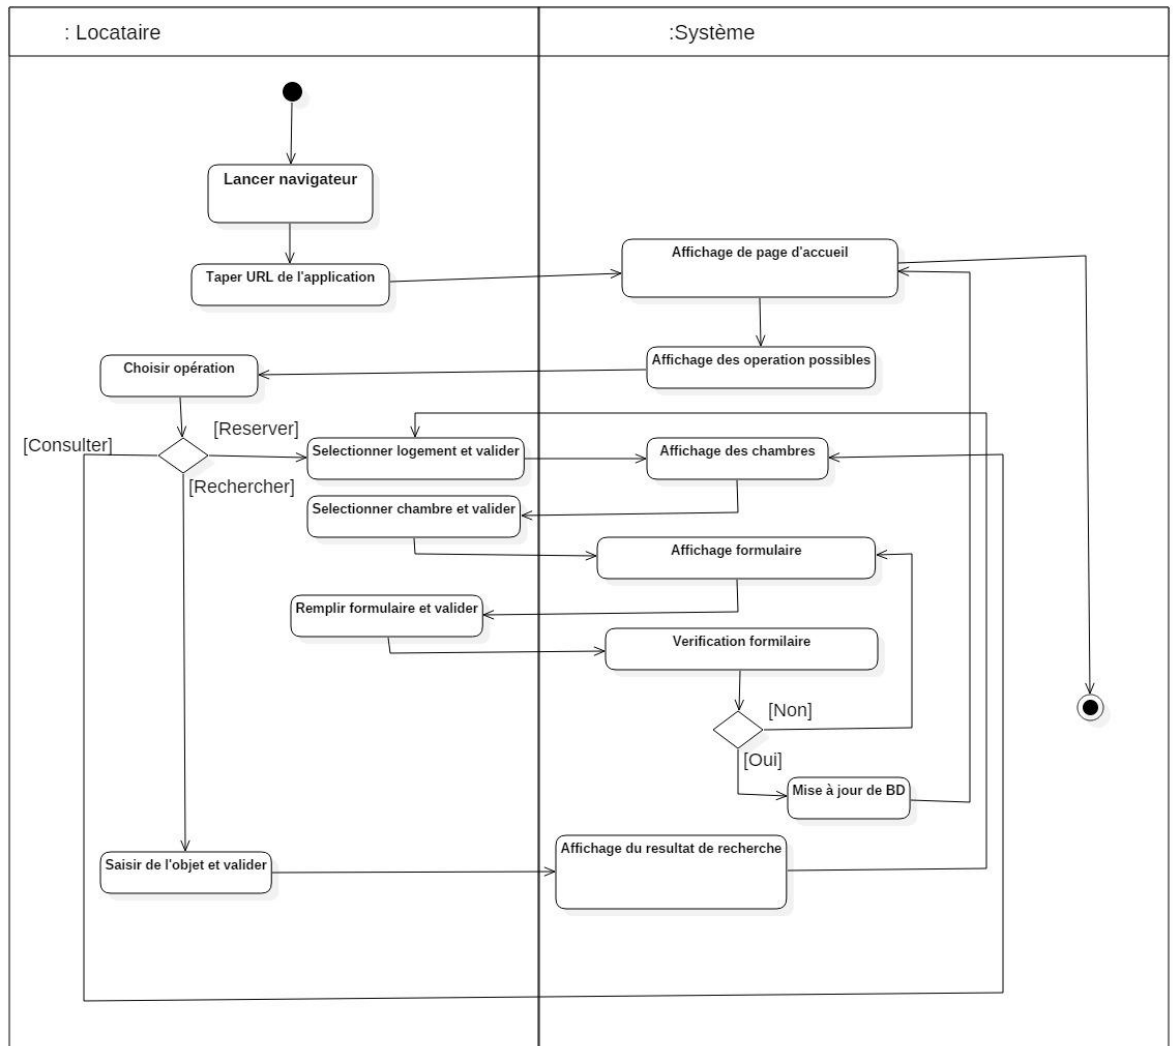 : Locataire
:Système
Lancer navigateur
Affichage de page d'accueil
Taper URL de l'application
Affichage des operation possibles
Choisir opération
[Reserver]
[Consulter]
Selectionner logement et valider
Affichage des chambres
[Rechercher]
Selectionner chambre et valider
Affichage formulaire
Remplir formulaire et valider
Verification formilaire
[Non]
[Oui]
Mise à jour de BD
Affichage du resultat de recherche
Saisir de l'objet et valider